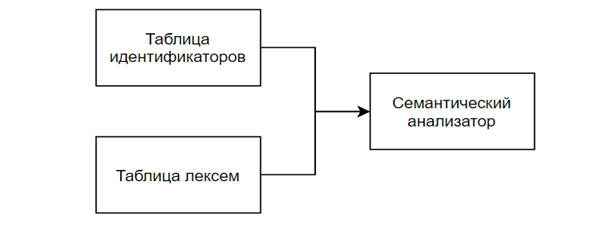 Таблица
идентификаторов
Семантический
анализатор
Таблица лексем